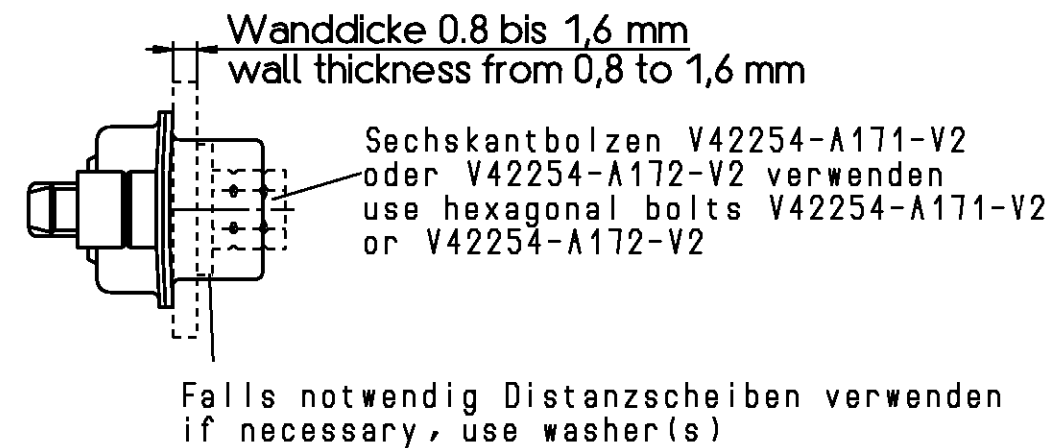 Wanddicke 0.8 bis 1,6 mm
wall thickness from 0,8 to 1,6 mm
Sechskantbolzen V42254-A171-V2
oder V42254-A172-V2 verwenden
use hexagonal bolts V42254-A171-V2
or V42254-A172-V2
Falls notwendig Distanzscheiben verwenden
if necessary, use washer(s)